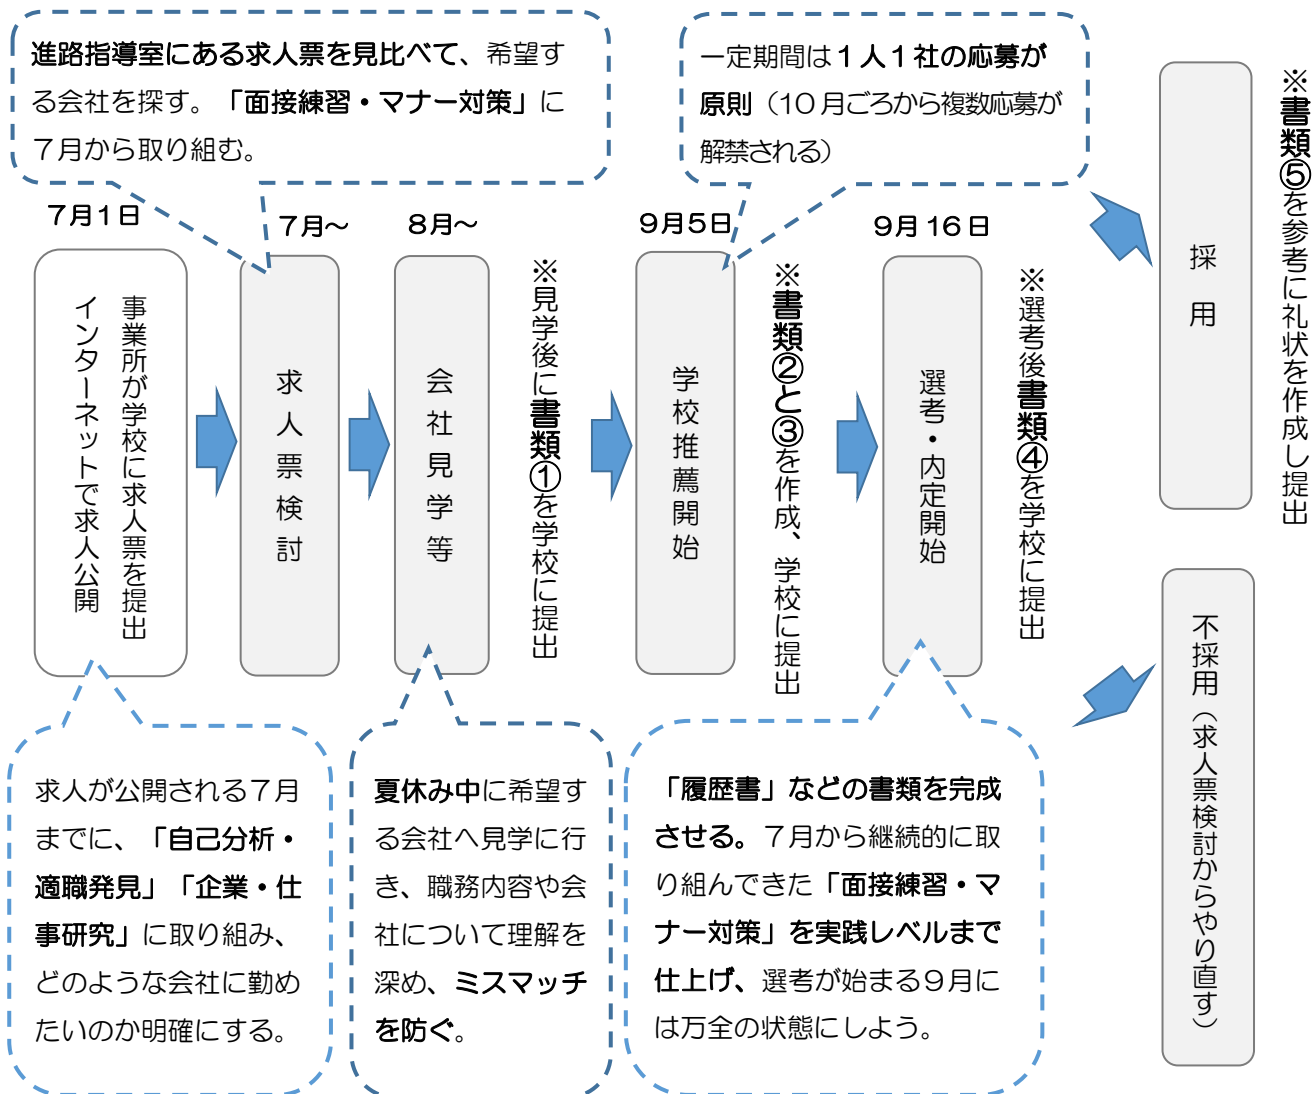 進路指導室にある求人票を見比べて、希望す
る会社を探す。「面接練習・マナー対策」に
７月から取り組む。
一定期間は１人１社の応募が
原則（10 月ごろから複数応募が
解禁される）
７月１日
７月～
８月～
９月５日
９月 16 日
事業所が学校に求人票を提出
インターネットで求人公開
求人票検討
会社見学等
※見学後に書類①を学校に提出
学校推薦開始
※書類②と③を作成、学校に提出
選考・内定開始
※選考後書類④を学校に提出
採用
※書類⑤を参考に礼状を作成し提出
不採用（求人票検討からやり直す）
求人が公開される７月
までに、「自己分析・
適職発見」「企業・仕
事研究」に取り組み、
どのような会社に勤め
たいのか明確にする。
夏休み中に希望す
る会社へ見学に行
き、職務内容や会
社について理解を
深め、ミスマッチ
を防ぐ。
「履歴書」などの書類を完成
させる。７月から継続的に取
り組んできた「面接練習・マ
ナー対策」を実践レベルまで
仕上げ、選考が始まる９月に
は万全の状態にしよう。